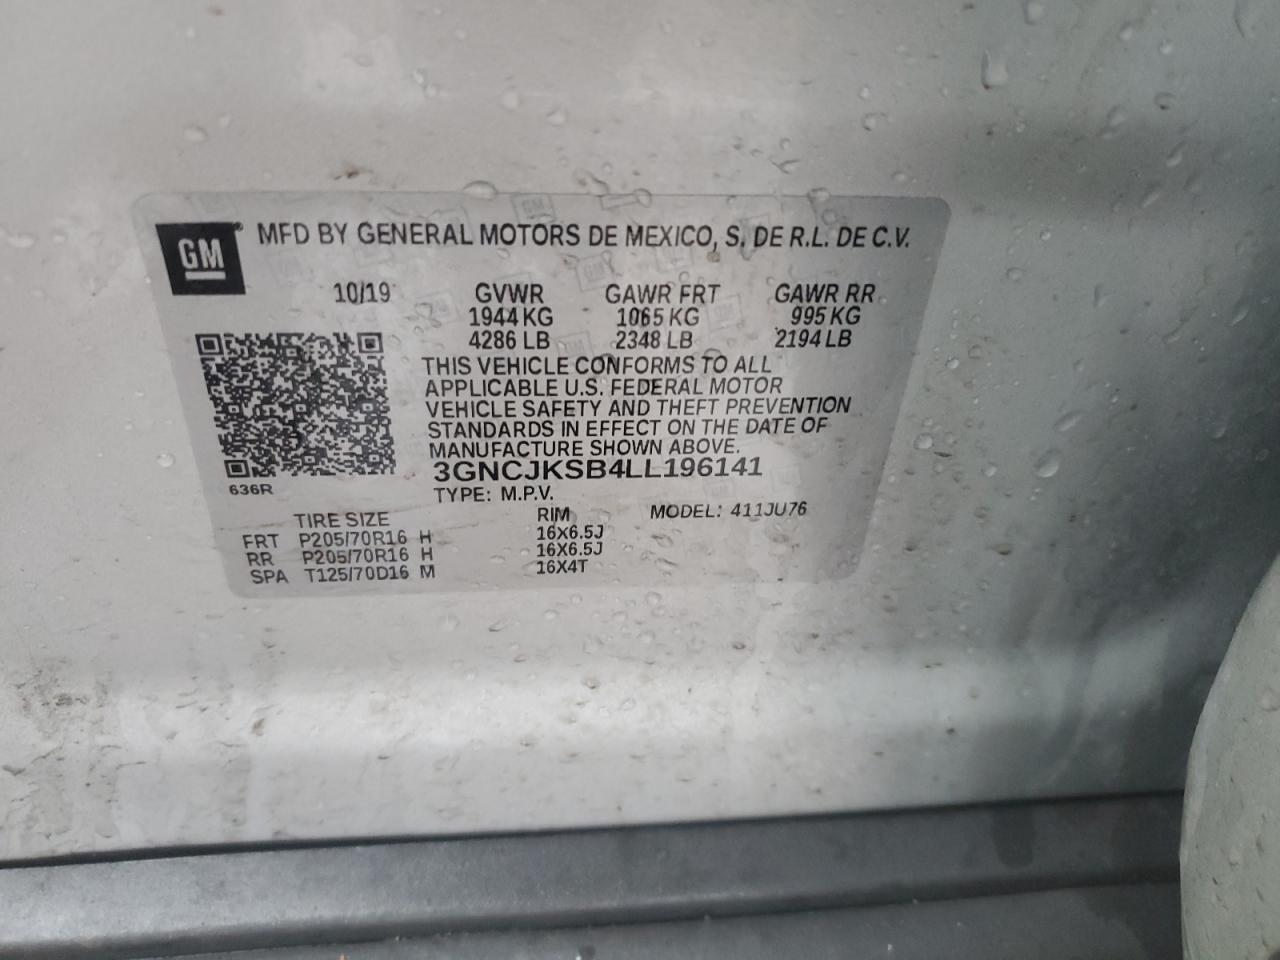 GM® MFD BY GENERAL MOTORS DE MEXICO, S. DE R.L. DE C.V.
10/19 GVWR GAWR FRT GAWR RR
1944 KG 1065 KG 995 KG
4286 LB 2348 LB 2194 LB
THIS VEHICLE CONFORMS TO ALL
APPLICABLE U.S. FEDERAL MOTOR
VEHICLE SAFETY AND THEFT PREVENTION
STANDARDS IN EFFECT ON THE DATE OF
MANUFACTURE SHOWN ABOVE.
3GNCJKSB4LL196141
636R
TYPE: M.P.V.
TIRE SIZE RIM MODEL: 411JU76
FRT P205/70R16 H 16X6.5J
RR P205/70R16 H 16X6.5J
SPA T125/70D16 M 16X4T